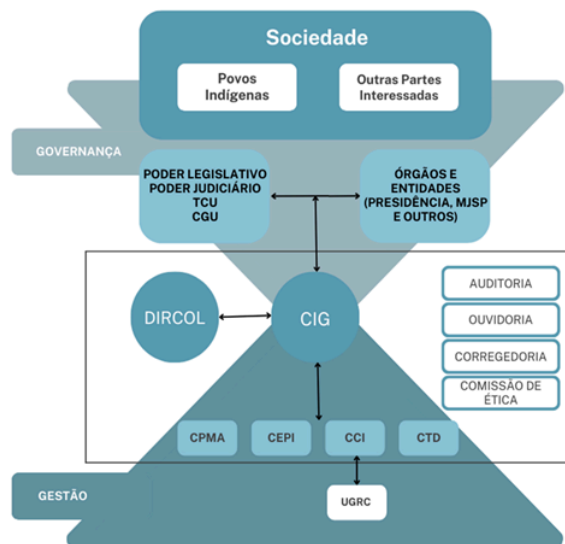 Sociedade
Povos
Indígenas
Outras Partes
Interessadas
GOVERNANÇA
PODER LEGISLATIVO
PODER JUDICIÁRIO
TCU
CGU
ÓRGÃOS E
ENTIDADES
(PRESIDÊNCIA, MJSP
E OUTROS)
DIRCOL
CIG
AUDITORIA
OUVIDORIA
CORREGEDORIA
COMISSÃO DE
ÉTICA
CPMA
CEPI
CCI
CTD
GESTÃO
UGRC